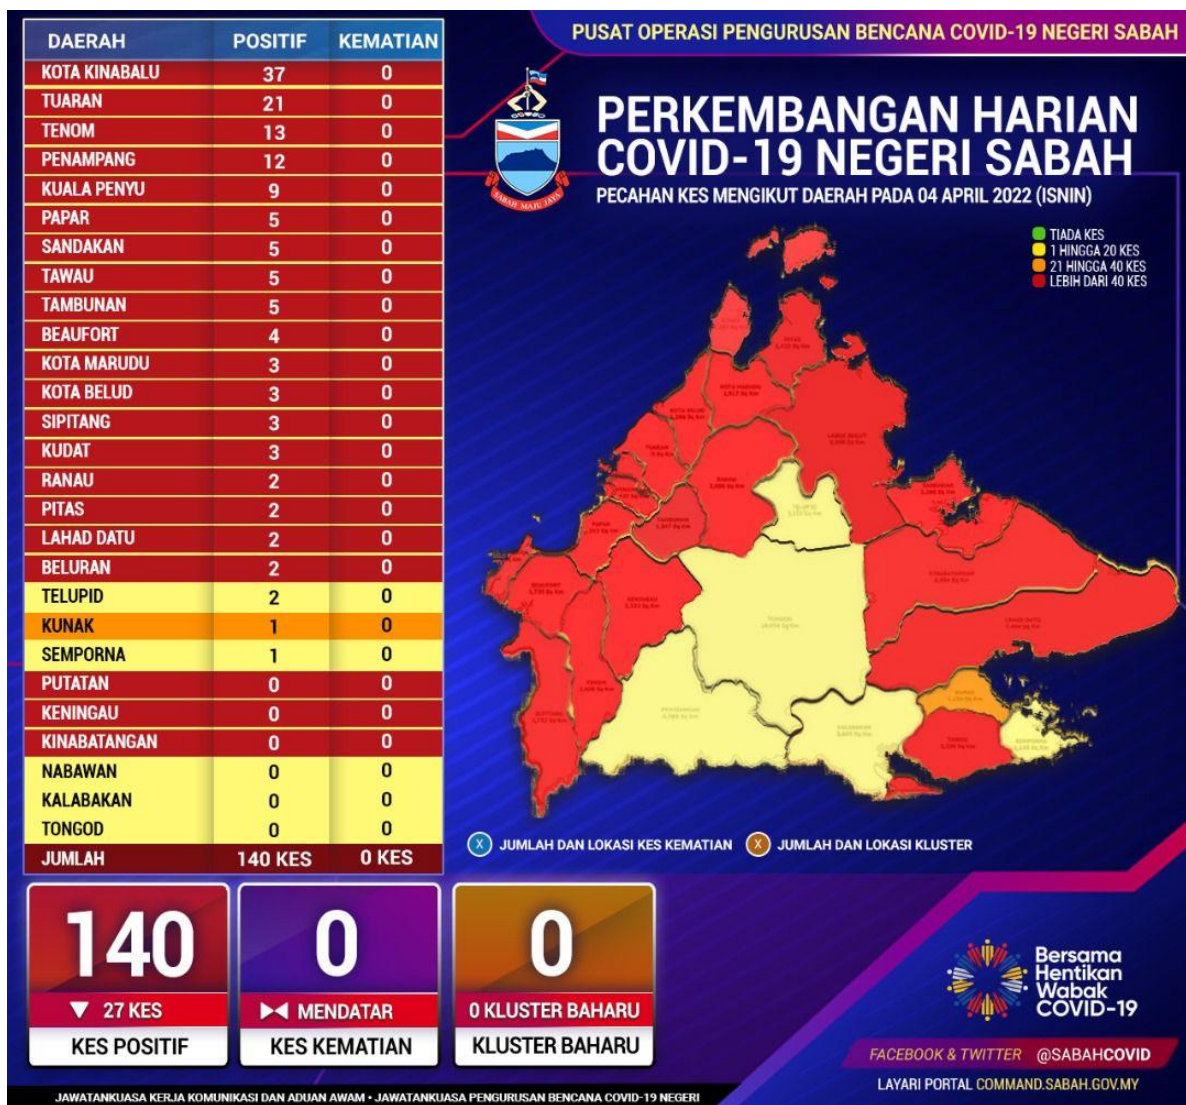 DAERAH POSITIF KEMATIAN
KOTA KINABALU 37 0
TUARAN 21 0
TENOM 13 0
PENAMPANG 12 0
KUALA PENYU 9 0
PAPAR 5 0
SANDAKAN 5 0
TAWAU 5 0
TAMBUNAN 5 0
BEAUFORT 4 0
KOTA MARUDU 3 0
KOTA BELUD 3 0
SIPITANG 3 0
KUDAT 3 0
RANAU 2 0
PITAS 2 0
LAHAD DATU 2 0
BELURAN 2 0
TELUPID 2 0
KUNAK 1 0
SEMPORNA 1 0
PUTATAN 0 0
KENINGAU 0 0
KINABATANGAN 0 0
NABAWAN 0 0
KALABAKAN 0 0
TONGOD 0 0
JUMLAH 140 KES 0 KES
PUSAT OPERASI PENGURUSAN BENCANA COVID-19 NEGERI SABAH
SABAH MAJU JAYA
PERKEMBANGAN HARIAN
COVID-19 NEGERI SABAH
PECAHAN KES MENGIKUT DAERAH PADA 04 APRIL 2022 (ISNIN)
TIADA KES
1 HINGGA 20 KES
21 HINGGA 40 KES
LEBIH DARI 40 KES
X JUMLAH DAN LOKASI KES KEMATIAN X JUMLAH DAN LOKASI KLUSTER
140
▼ 27 KES
KES POSITIF
0
MENDATAR
KES KEMATIAN
0
0 KLUSTER BAHARU
KLUSTER BAHARU
Bersama
Hentikan
Wabak
COVID-19
FACEBOOK & TWITTER @SABAHCOVID
LAYARI PORTAL COMMAND.SABAH.GOV.MY
JAWATANKUASA KERJA KOMUNIKASI DAN ADUAN AWAM • JAWATANKUASA PENGURUSAN BENCANA COVID-19 NEGERI